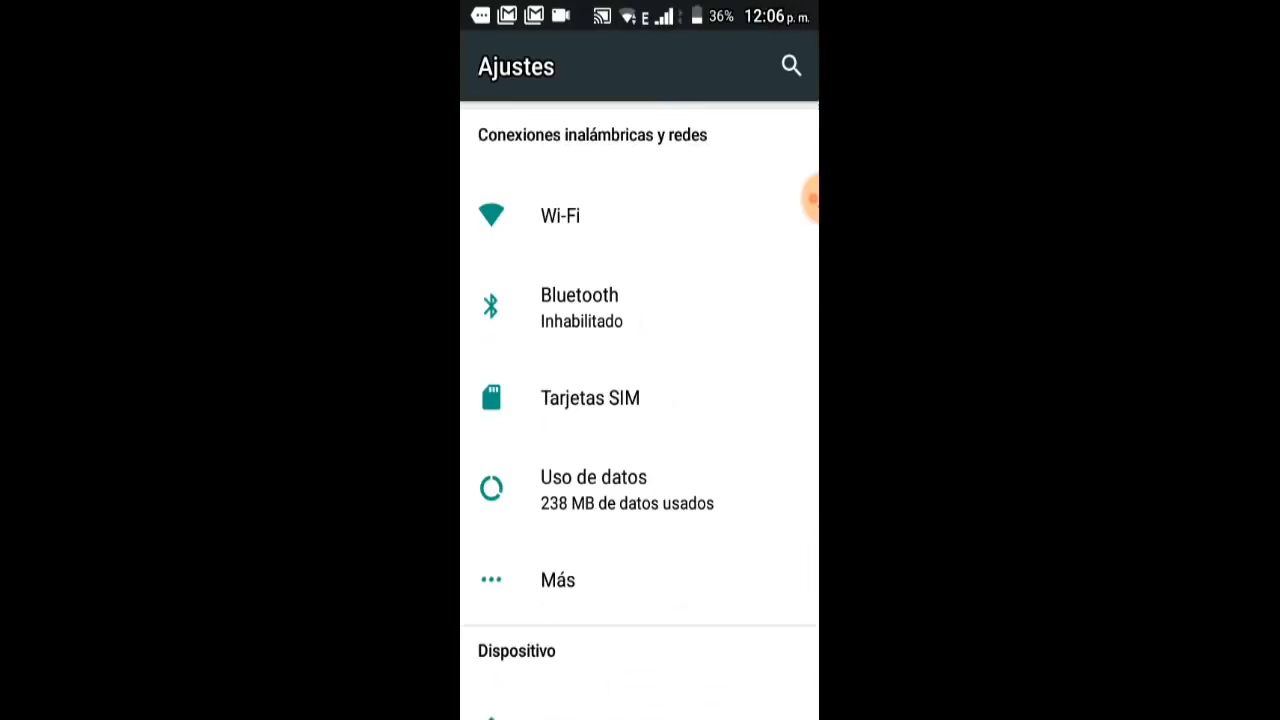 E 36% 12:06 p. m.
Ajustes
Conexiones inalámbricas y redes
Wi-Fi
Bluetooth
Inhabilitado
Tarjetas SIM
Uso de datos
238 MB de datos usados
Más
Dispositivo